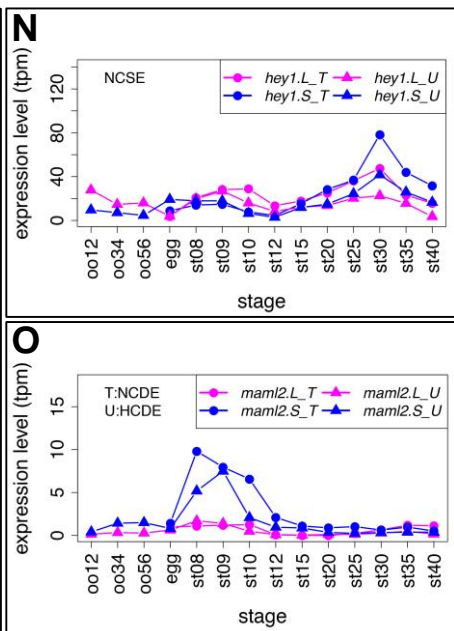 N
NCSE
hey1.L_T hey1.L_U
hey1.S_T hey1.S_U
expression level (tpm)
120
80
40
0
oo12 oo34 oo56 egg st08 st09 st10 st12 st15 st20 st25 st30 st35 st40
stage
O
T:NCDE
U:HCDE
maml2.L_T maml2.L_U
maml2.S_T maml2.S_U
expression level (tpm)
15
10
5
0
oo12 oo34 oo56 egg st08 st09 st10 st12 st15 st20 st25 st30 st35 st40
stage